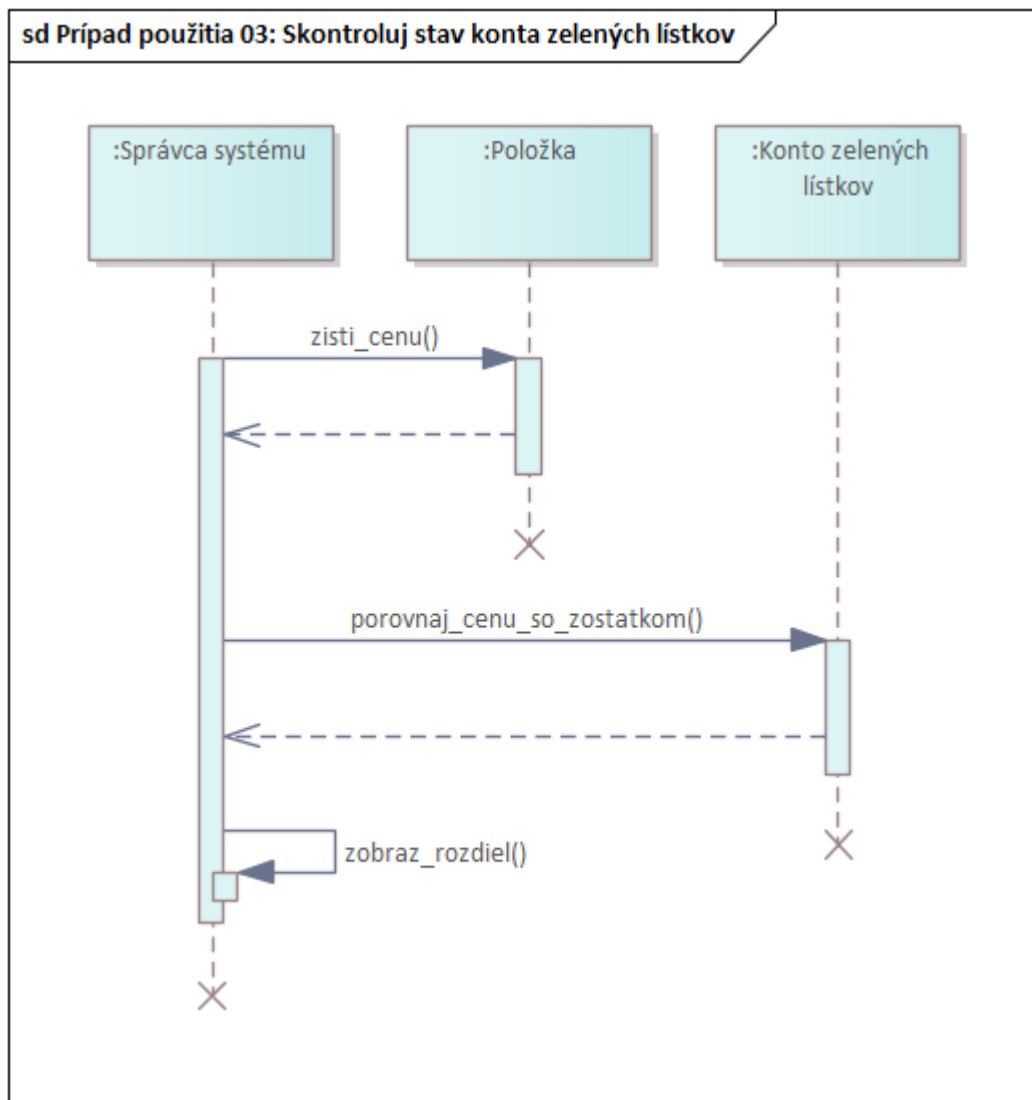 sd Prípad použitia 03: Skontroluj stav konta zelených lístkov
:Správca systému
:Položka
:Konto zelených
lístkov
zisti_cenu()
porovnaj_cenu_so_zostatkom()
zobraz_rozdiel()